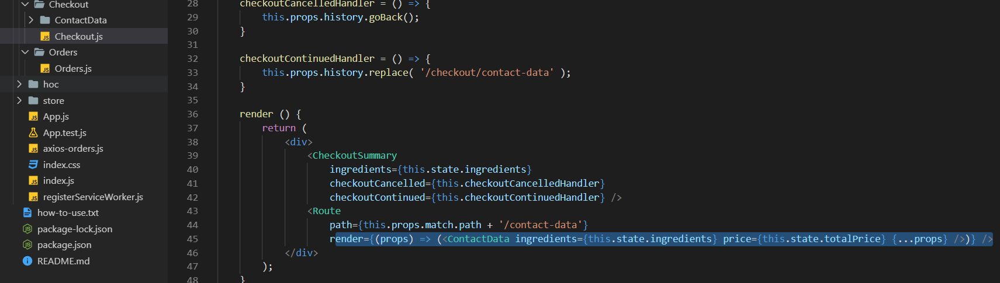 Checkout
ContactData
Checkout.js
Orders
Orders.js
hoc
store
App.js
App.test.js
axios-orders.js
index.css
index.js
registerServiceWorker.js
how-to-use.txt
package-lock.json
package.json
README.md
28 checkoutCancelledHandler = () => {
29 this.props.history.goBack();
30 }
31
32 checkoutContinuedHandler = () => {
33 this.props.history.replace( '/checkout/contact-data' );
34 }
35
36 render () {
37 return (
38 <div>
39 <CheckoutSummary
40 ingredients={this.state.ingredients}
41 checkoutCancelled={this.checkoutCancelledHandler}
42 checkoutContinued={this.checkoutContinuedHandler} />
43 <Route
44 path={this.props.match.path + '/contact-data'}
45 render={(props) => (<ContactData ingredients={this.state.ingredients} price={this.state.totalPrice} {...props} />)} />
46 </div>
47 );
48 }